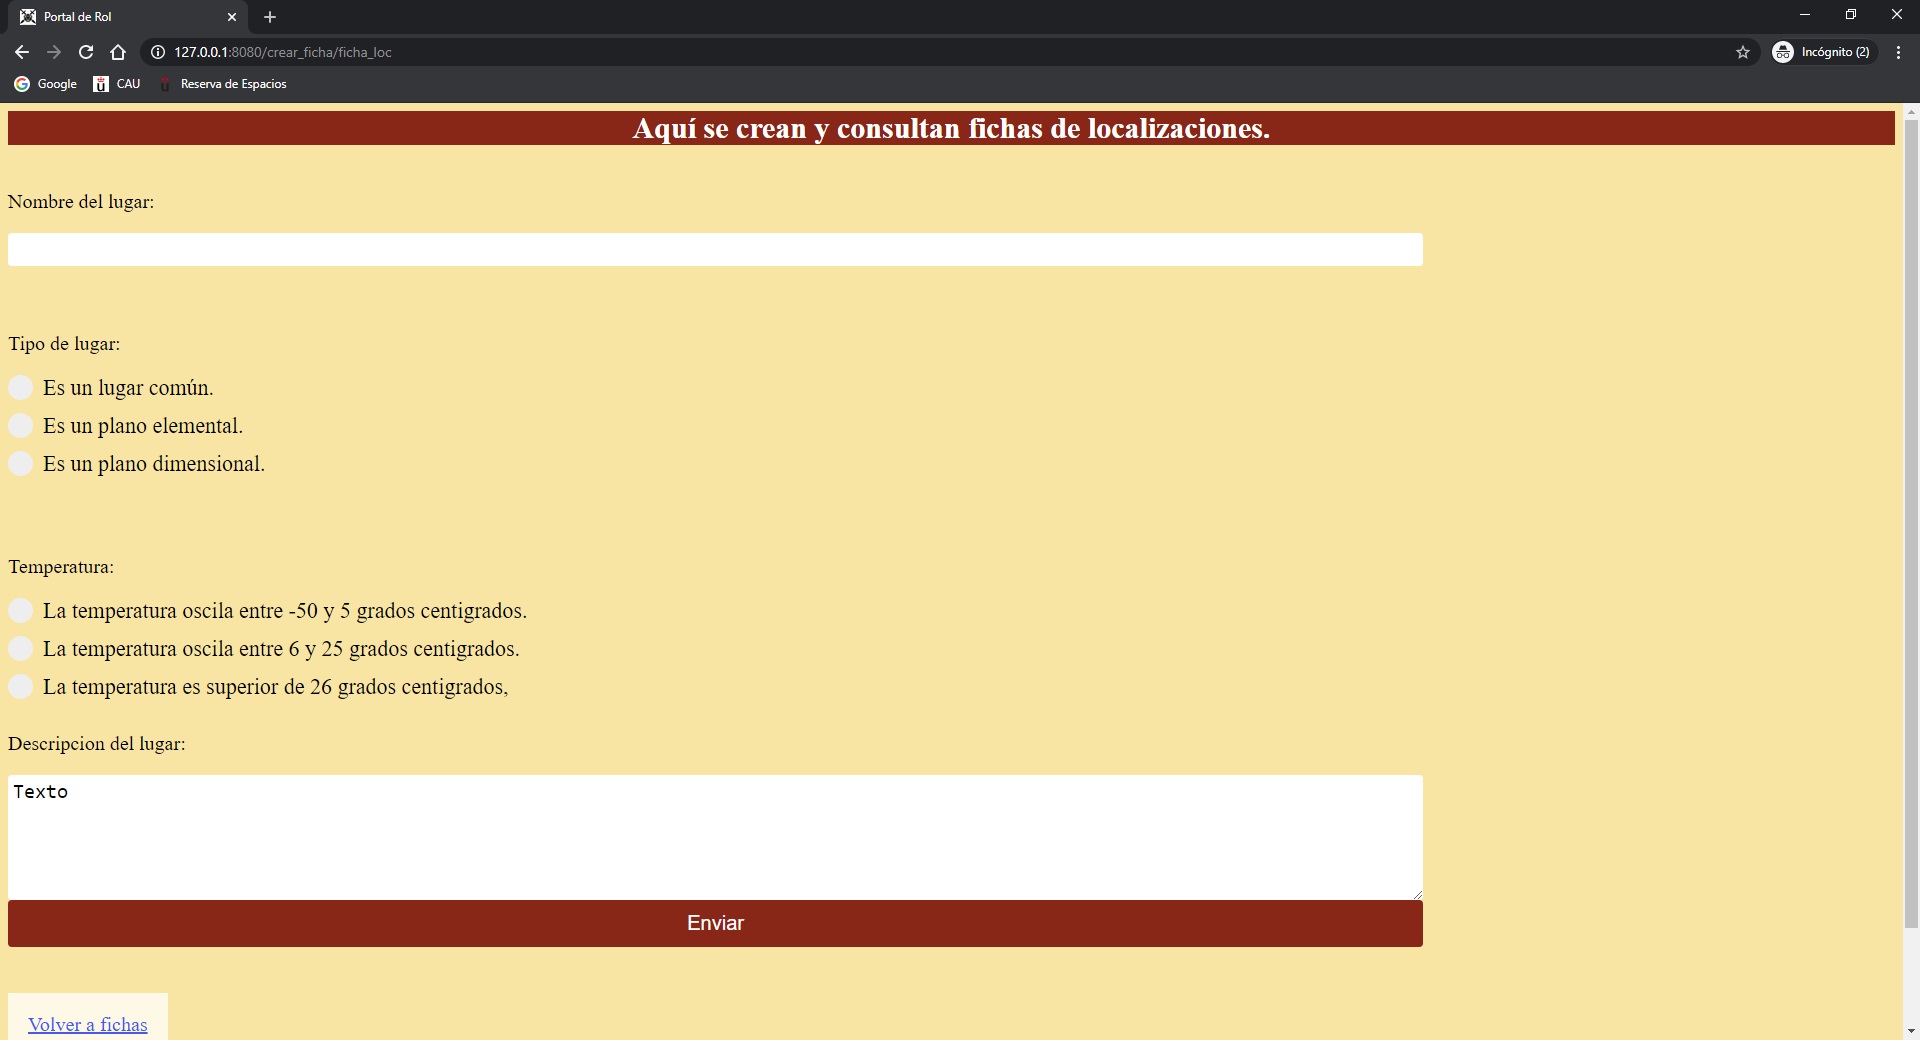 Portal de Rol
127.0.0.1:8080/crear_ficha/ficha_loc
Incógnito (2)
Google
CAU
Reserva de Espacios
Aquí se crean y consultan fichas de localizaciones.
Nombre del lugar:
Tipo de lugar:
Es un lugar común.
Es un plano elemental.
Es un plano dimensional.
Temperatura:
La temperatura oscila entre -50 y 5 grados centigrados.
La temperatura oscila entre 6 y 25 grados centigrados.
La temperatura es superior de 26 grados centigrados,
Descripcion del lugar:
Texto
Enviar
Volver a fichas